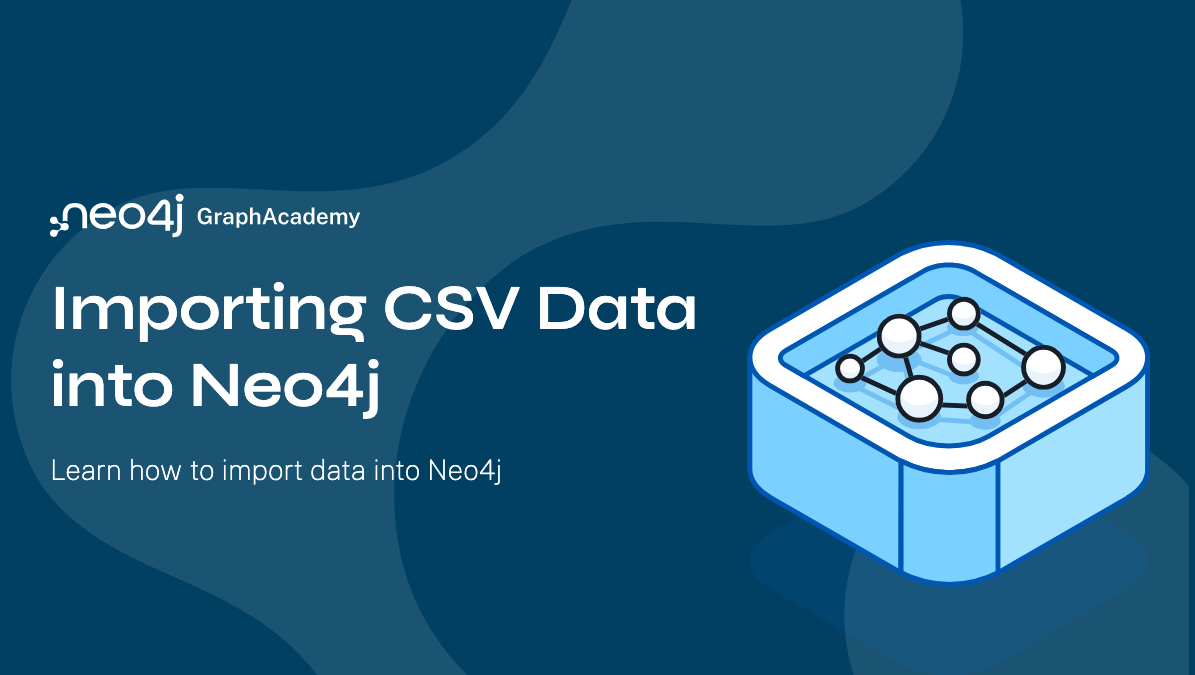 neo4j GraphAcademy
Importing CSV Data
into Neo4j
Learn how to import data into Neo4j